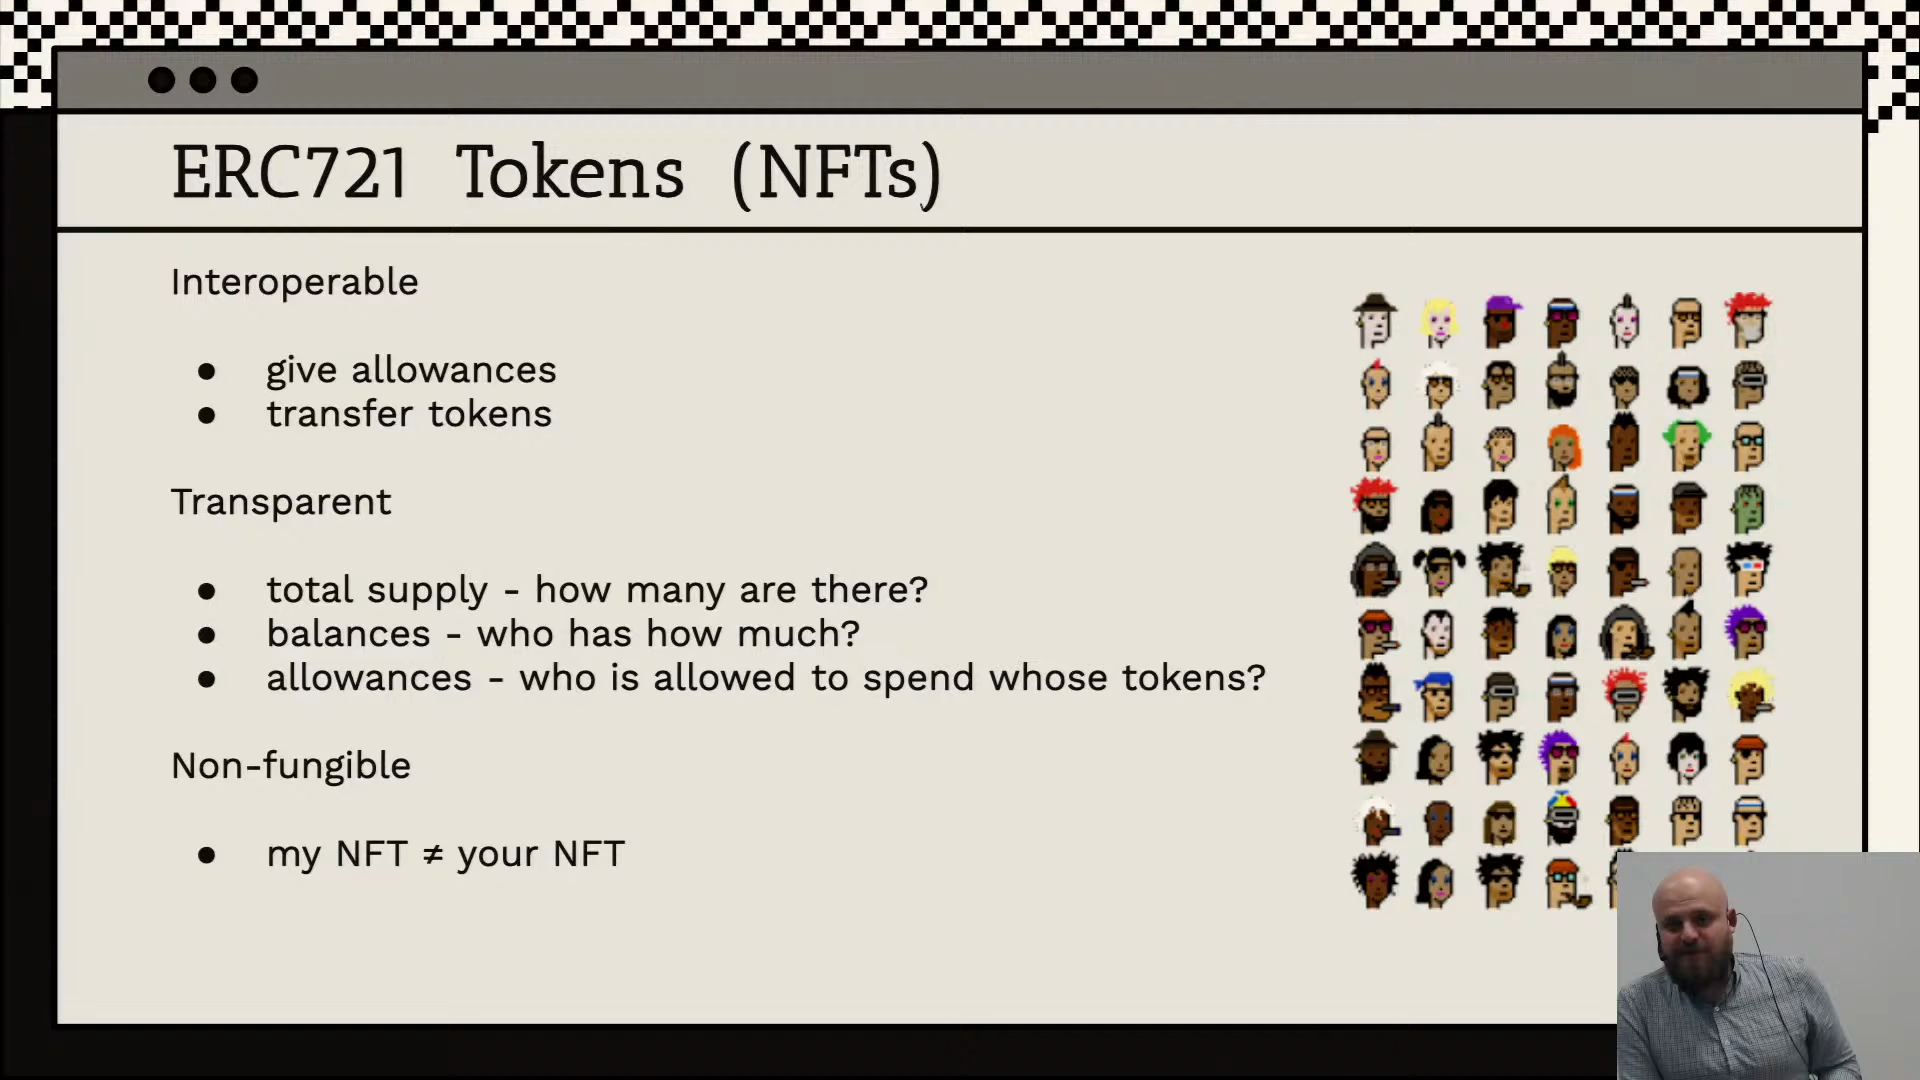 ERC721 Tokens (NFTs)
Interoperable
● give allowances
● transfer tokens
Transparent
● total supply - how many are there?
● balances - who has how much?
● allowances - who is allowed to spend whose tokens?
Non-fungible
● my NFT ≠ your NFT